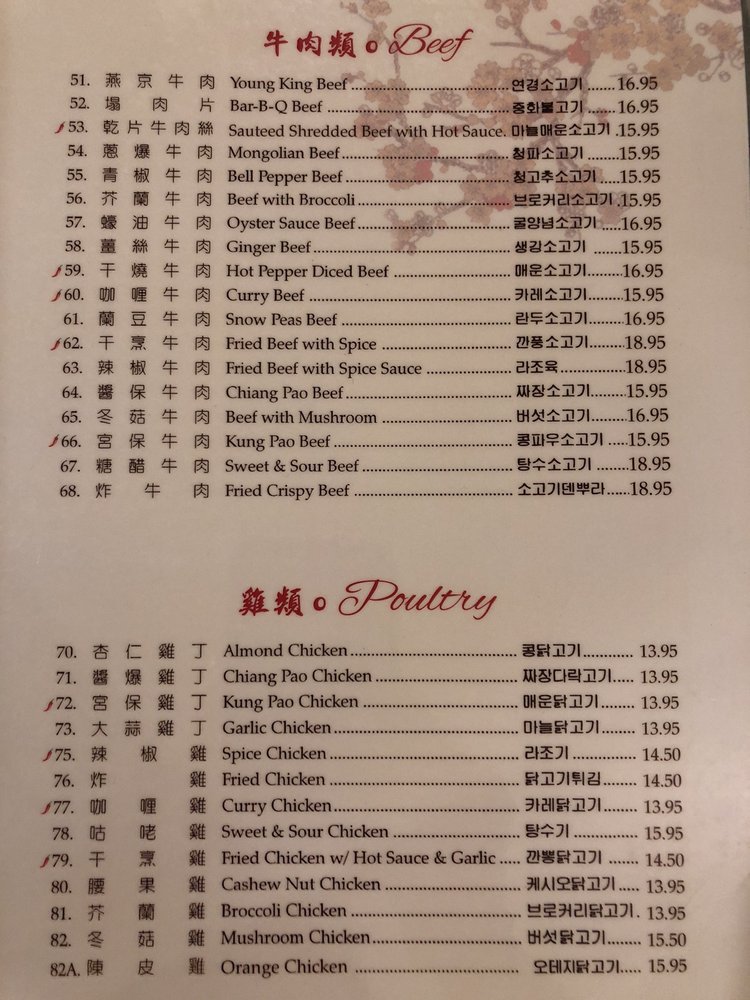 牛肉類 Beef
51. 燕京牛肉 Young King Beef 연경소고기 16.95
52. 塌肉片 Bar-B-Q Beef 중화불고기 16.95
53. 乾片牛肉絲 Sauteed Shredded Beef with Hot Sauce. 마늘매운소고기 .15.95
54. 蔥爆牛肉 Mongolian Beef 청파소고기 15.95
55. 青椒牛肉 Bell Pepper Beef 청고추소고기 15.95
56. 芥蘭牛肉 Beef with Broccoli 브로커리소고기 .15.95
57. 蠔油牛肉 Oyster Sauce Beef 굴양념소고기 16.95
58. 薑絲牛肉 Ginger Beef 생강소고기 15.95
59. 干燒牛肉 Hot Pepper Diced Beef 매운소고기 16.95
60. 咖喱牛肉 Curry Beef 카레소고기 15.95
61. 蘭豆牛肉 Snow Peas Beef 란두소고기 16.95
62. 干烹牛肉 Fried Beef with Spice 깐풍소고기 18.95
63. 辣椒牛肉 Fried Beef with Spice Sauce 라조육 18.95
64. 醬保牛肉 Chiang Pao Beef 짜장소고기 15.95
65. 冬菇牛肉 Beef with Mushroom 버섯소고기 16.95
66. 宮保牛肉 Kung Pao Beef 콩파우소고기 15.95
67. 糖醋牛肉 Sweet & Sour Beef 탕수소고기 18.95
68. 炸牛肉 Fried Crispy Beef 소고기덴뿌라 18.95
雞類 Poultry
70. 杏仁雞丁 Almond Chicken 콩닭고기 13.95
71. 醬爆雞丁 Chiang Pao Chicken 짜장다락고기 13.95
72. 宮保雞丁 Kung Pao Chicken 매운닭고기 13.95
73. 大蒜雞丁 Garlic Chicken 마늘닭고기 13.95
75. 辣椒雞 Spice Chicken 라조기 14.50
76. 炸雞 Fried Chicken 닭고기튀김 14.50
77. 咖喱雞 Curry Chicken 카레닭고기 13.95
78. 咕咾雞 Sweet & Sour Chicken 탕수기 15.95
79. 干烹雞 Fried Chicken w/ Hot Sauce & Garlic 깐뽕닭고기 14.50
80. 腰果雞 Cashew Nut Chicken 케시오닭고기 13.95
81. 芥蘭雞 Broccoli Chicken 브로커리닭고기. 13.95
82. 冬菇雞 Mushroom Chicken 버섯닭고기 15.50
82A. 陳皮雞 Orange Chicken 오테지닭고기 15.95